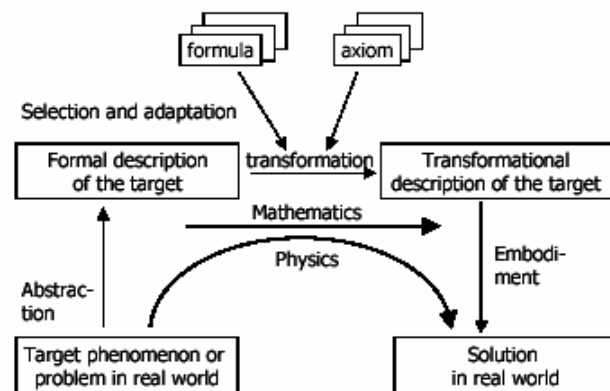 formula
axiom
Selection and adaptation
Formal description
of the target
transformation
Transformational
description of the target
Mathematics
Physics
Embodi-
ment
Abstrac-
tion
Target phenomenon or
problem in real world
Solution
in real world